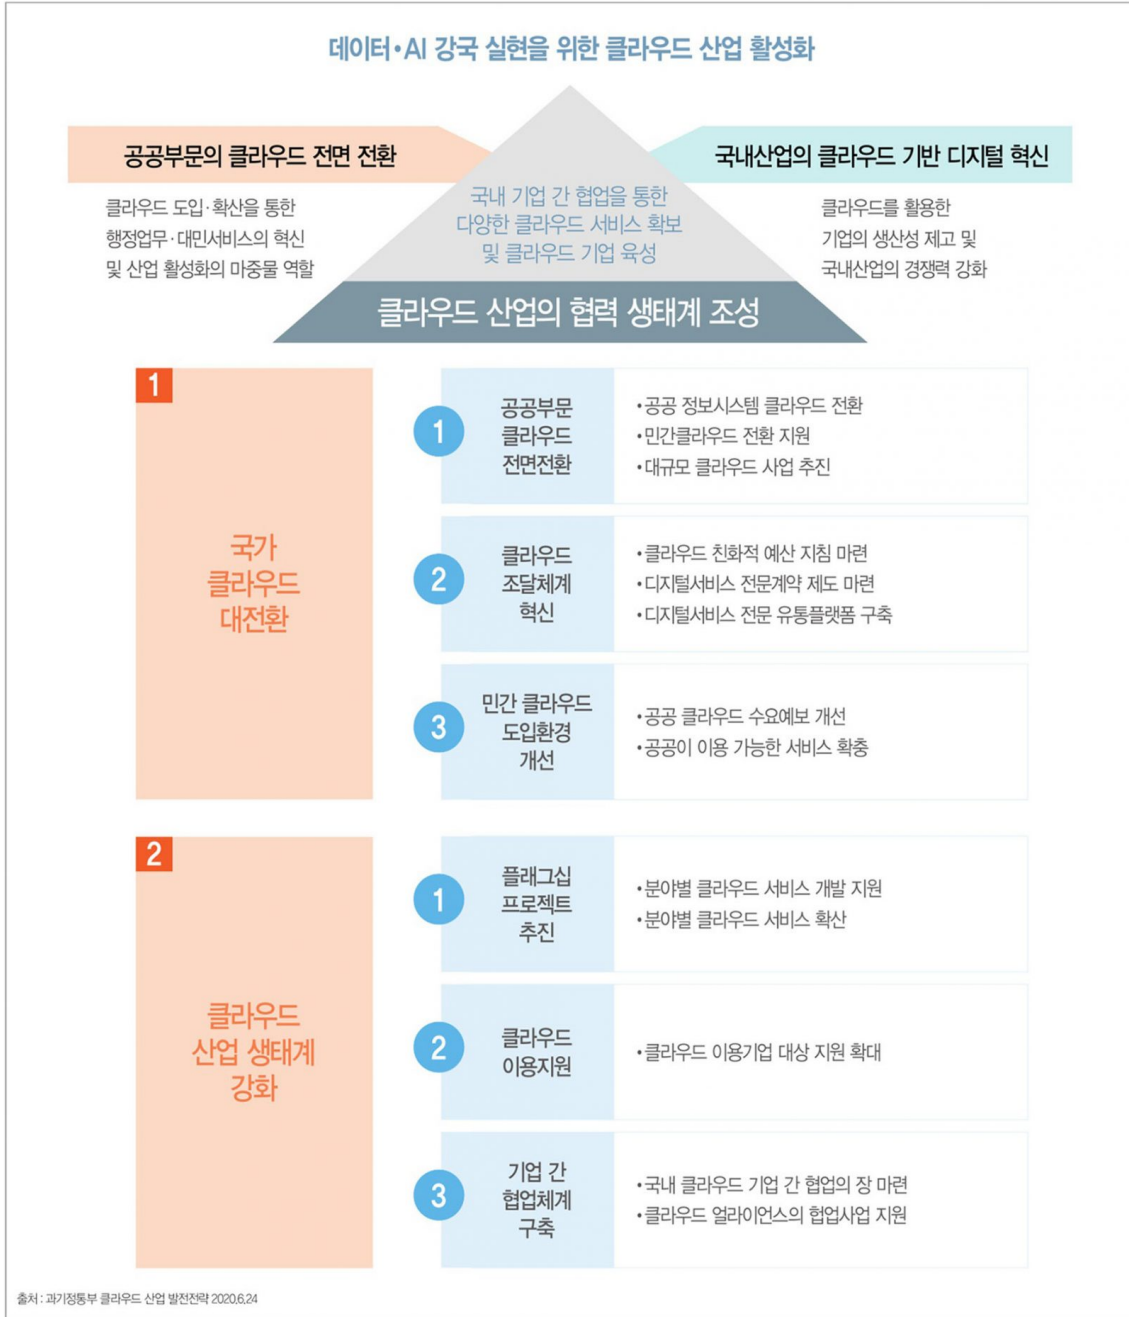 데이터·AI 강국 실현을 위한 클라우드 산업 활성화
공공부문의 클라우드 전면 전환
클라우드 도입·확산을 통한
행정업무·대민서비스의 혁신
및 산업 활성화의 마중물 역할
국내 기업 간 협업을 통한
다양한 클라우드 서비스 확보
및 클라우드 기업 육성
국내산업의 클라우드 기반 디지털 혁신
클라우드를 활용한
기업의 생산성 제고 및
국내산업의 경쟁력 강화
클라우드 산업의 협력 생태계 조성
1
국가
클라우드
대전환
1
공공부문
클라우드
전면전환
•공공 정보시스템 클라우드 전환
•민간클라우드 전환 지원
•대규모 클라우드 사업 추진
2
클라우드
조달체계
혁신
•클라우드 친화적 예산 지침 마련
•디지털서비스 전문계약 제도 마련
•디지털서비스 전문 유통플랫폼 구축
3
민간 클라우드
도입환경
개선
•공공 클라우드 수요예보 개선
•공공이 이용 가능한 서비스 확충
2
클라우드
산업 생태계
강화
1
플래그십
프로젝트
추진
•분야별 클라우드 서비스 개발 지원
•분야별 클라우드 서비스 확산
2
클라우드
이용지원
•클라우드 이용기업 대상 지원 확대
3
기업 간
협업체계
구축
•국내 클라우드 기업 간 협업의 장 마련
•클라우드 얼라이언스의 협업사업 지원
출처 : 과기정통부 클라우드 산업 발전전략 2020.6.24